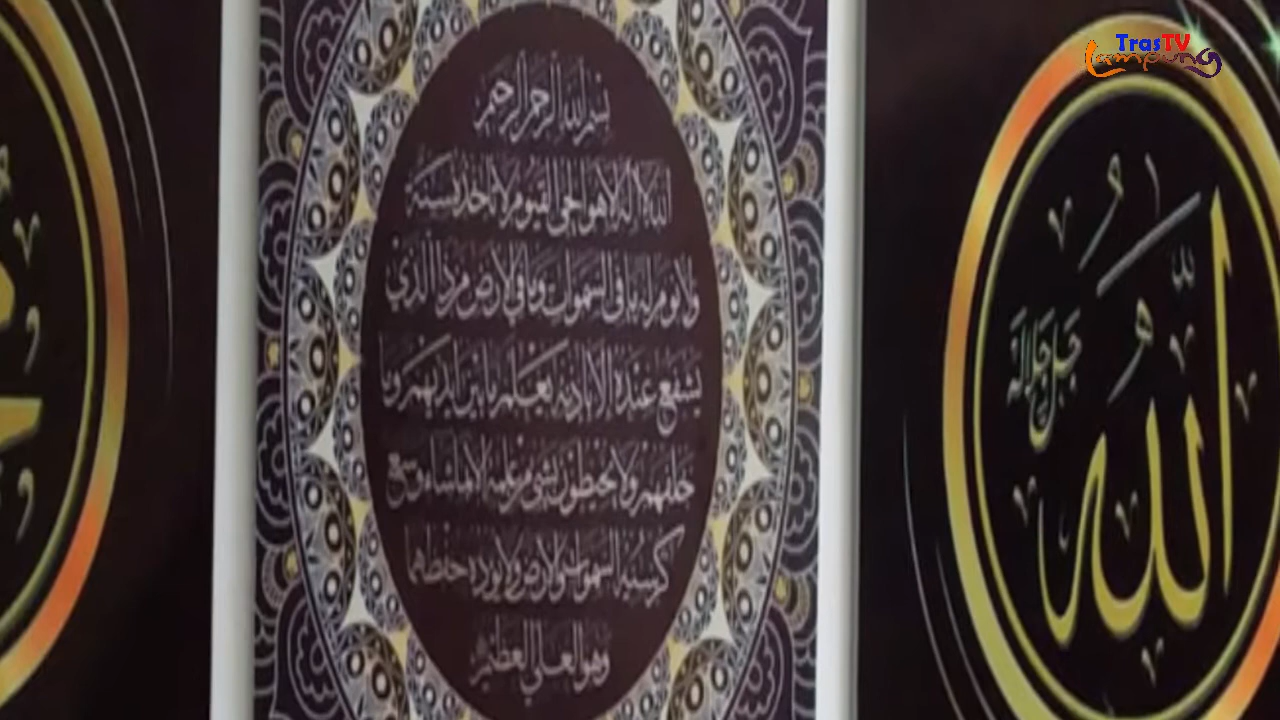 TrasTV
Lampung
بسم الله الرحمن الرحيم
الله لا إله إلا هو الحي القيوم لا تأخذه سنة
ولا نوم له ما في السموات وما في الأرض من ذا الذي
يشفع عنده إلا بإذنه يعلم ما بين أيديهم وما
خلفهم ولا يحيطون بشيء من علمه إلا بما شاء وسع
كرسيه السموات والأرض ولا يؤده حفظهما
وهو العلي العظيم
الله
جل جلاله